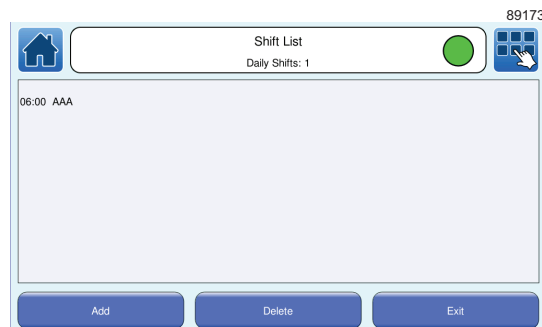 89173
Shift List
Daily Shifts: 1
06:00 AAA
Add
Delete
Exit